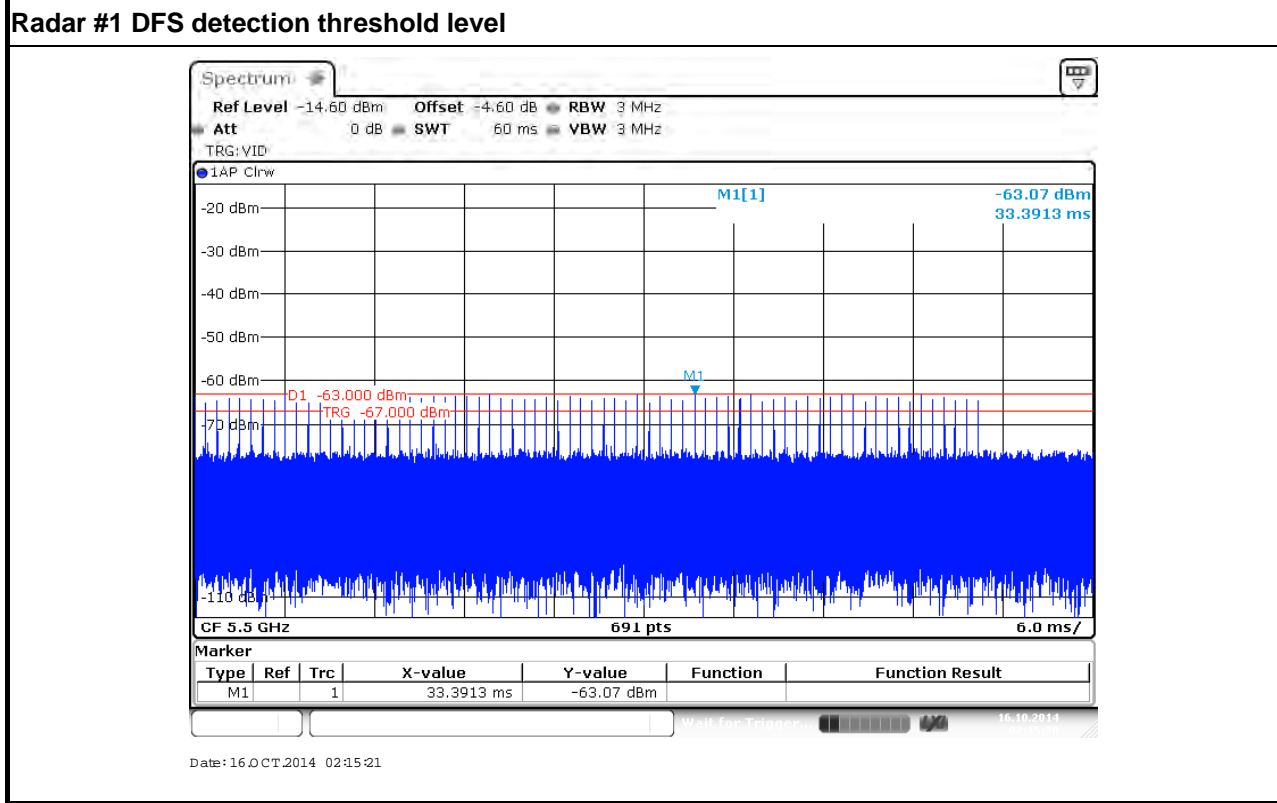 Radar #1 DFS detection threshold level
Spectrum
Ref Level -14.60 dBm Offset -4.60 dB RBW 3 MHz
Att 0 dB SWT 60 ms VBW 3 MHz
TRG:VID
1AP Clrw
M1[1] -63.07 dBm
33.3913 ms
-20 dBm
-30 dBm
-40 dBm
-50 dBm
-60 dBm
M1
D1 -63.000 dBm
TRG -67.000 dBm
-70 dBm
-110 dBm
CF 5.5 GHz 691 pts 6.0 ms/
Marker
Type Ref Trc X-value Y-value Function Function Result
M1 1 33.3913 ms -63.07 dBm
Wait for Trigger... 16.10.2014
Date: 16.OCT.2014 02:15:21